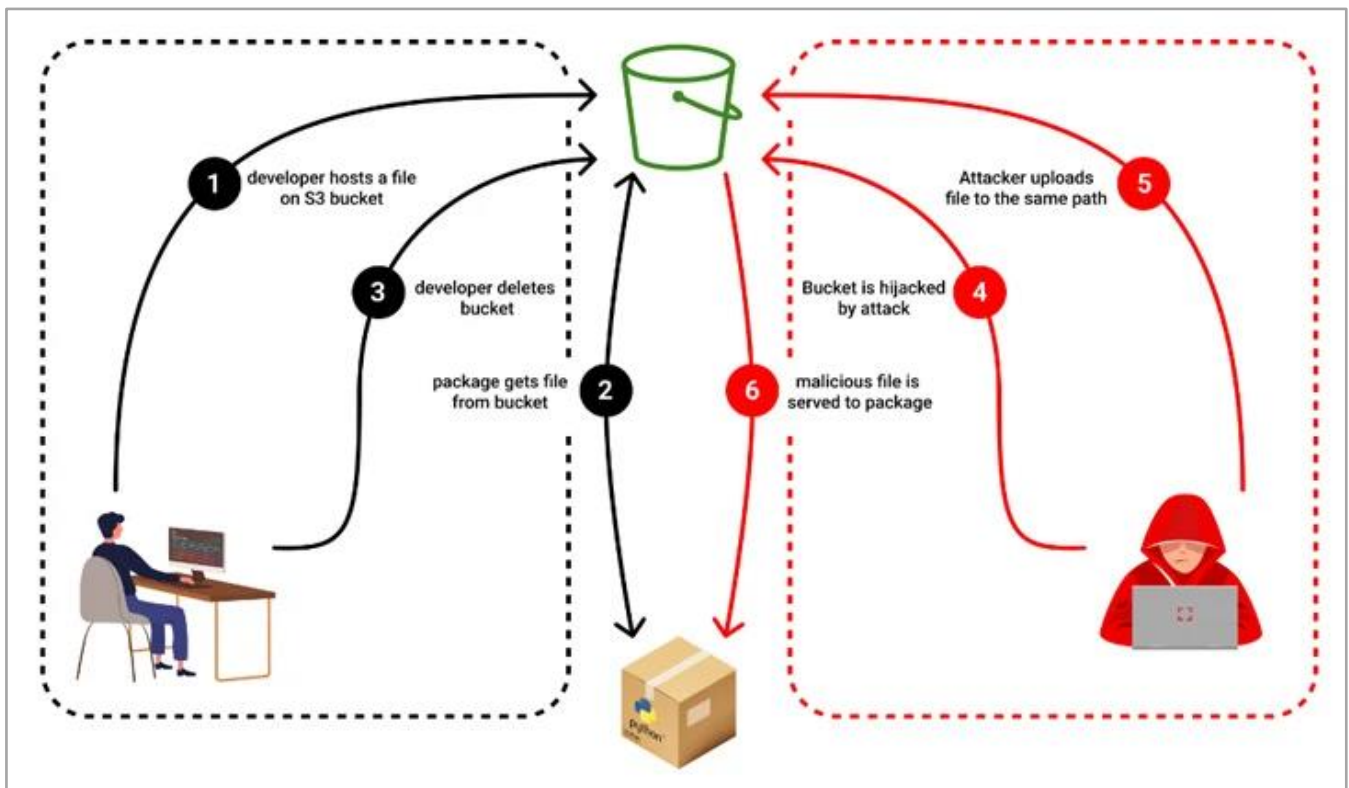 1
developer hosts a file
on S3 bucket
3
developer deletes
bucket
package gets file
from bucket
2
Attacker uploads
file to the same path
5
Bucket is hijacked
by attack
4
6
malicious file is
served to package
python